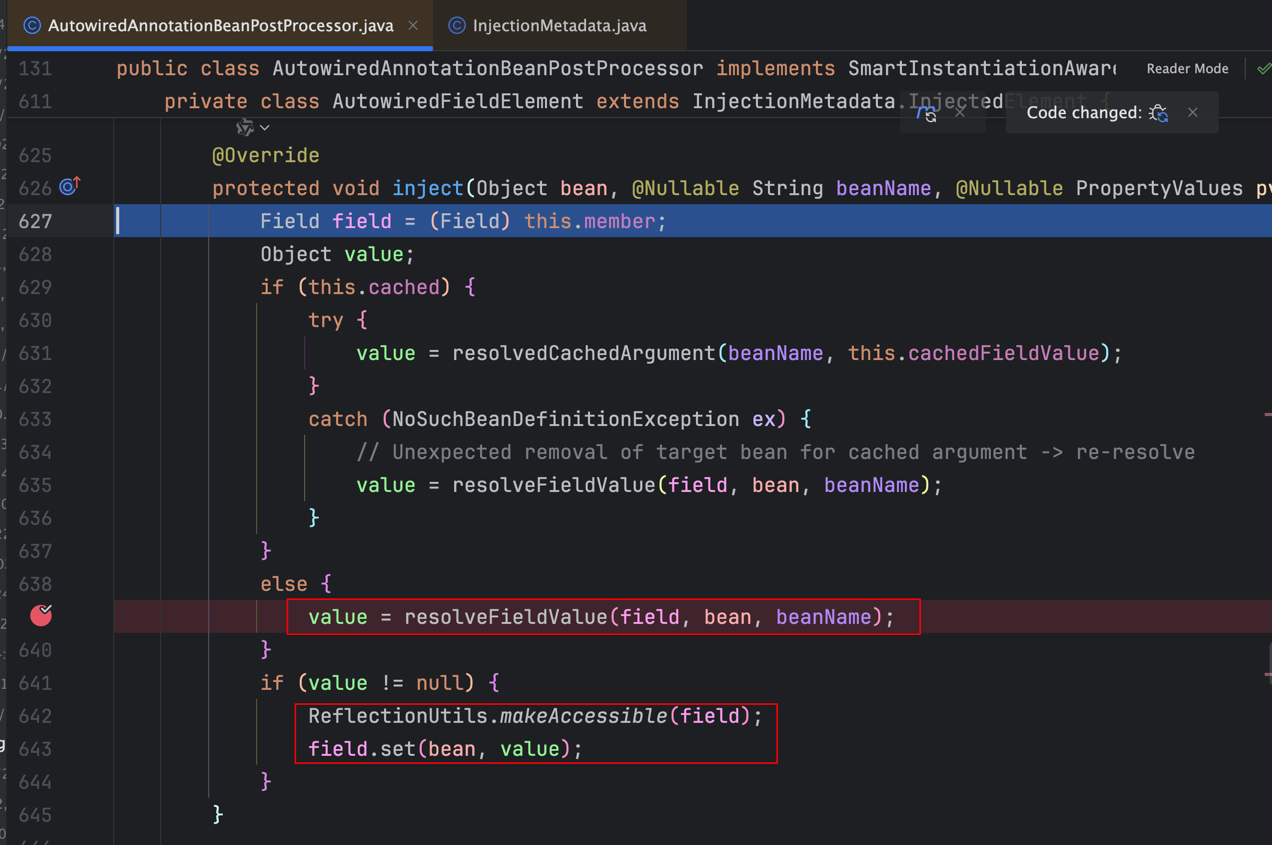 AutowiredAnnotationBeanPostProcessor.java
InjectionMetadata.java
131 public class AutowiredAnnotationBeanPostProcessor implements SmartInstantiationAwar
Reader Mode
611 private class AutowiredFieldElement extends InjectionMetadata.InjectedElement {
Code changed:
625 @Override
626 protected void inject(Object bean, @Nullable String beanName, @Nullable PropertyValues pv
627 Field field = (Field) this.member;
628 Object value;
629 if (this.cached) {
630 try {
631 value = resolvedCachedArgument(beanName, this.cachedFieldValue);
632 }
633 catch (NoSuchBeanDefinitionException ex) {
634 // Unexpected removal of target bean for cached argument -> re-resolve
635 value = resolveFieldValue(field, bean, beanName);
636 }
637 }
638 else {
value = resolveFieldValue(field, bean, beanName);
640 }
641 if (value != null) {
642 ReflectionUtils.makeAccessible(field);
643 field.set(bean, value);
644 }
645 }